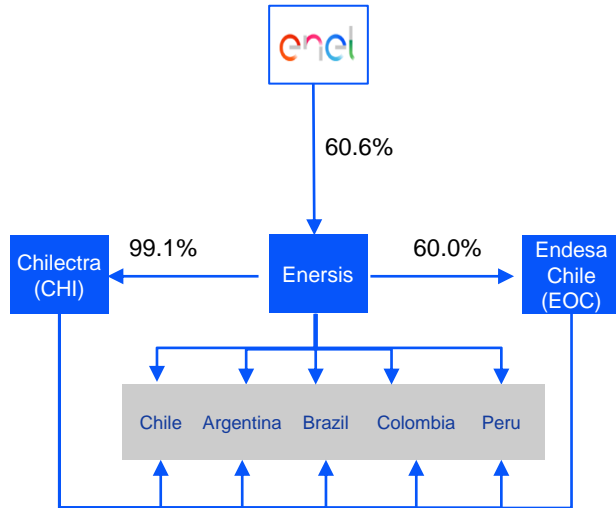 enel
60.6%
99.1%
60.0%
Chilectra
(CHI)
Enersis
Endesa
Chile
(EOC)
Chile Argentina Brazil Colombia Peru